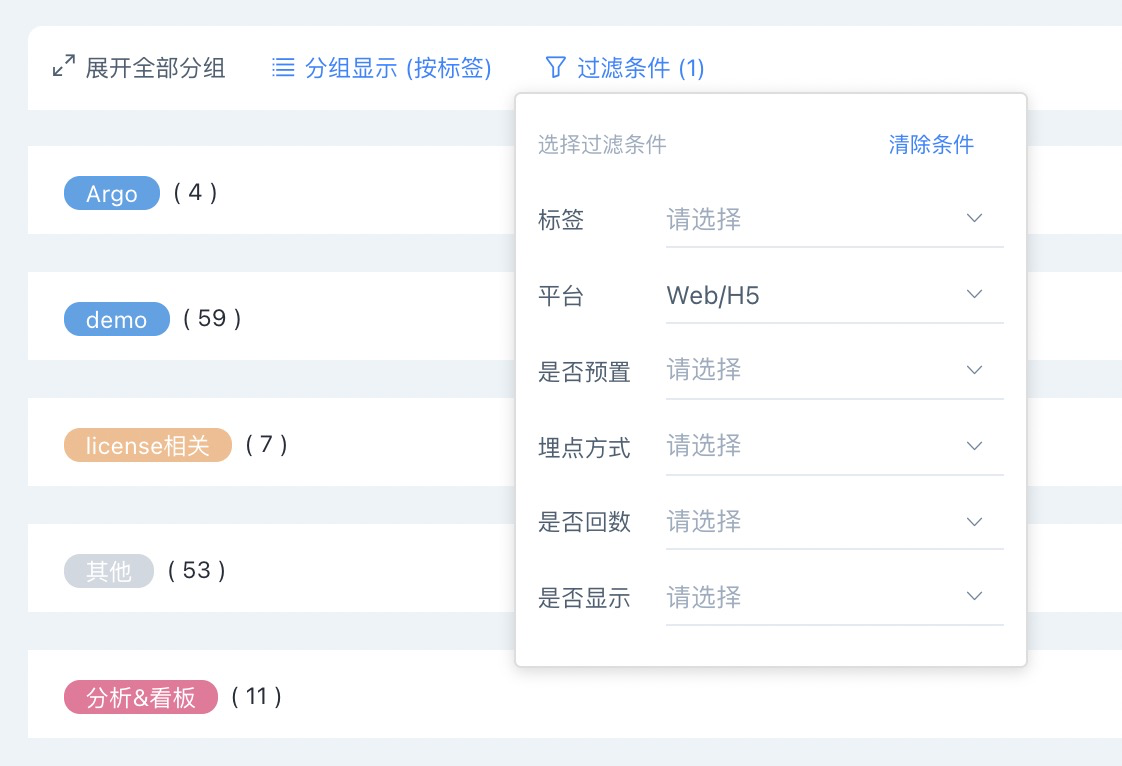 展开全部分组 分组显示 (按标签) 过滤条件 (1)
选择过滤条件 清除条件
Argo ( 4 )
标签 请选择
平台 Web/H5
demo ( 59 )
是否预置 请选择
license相关 ( 7 )
埋点方式 请选择
是否回数 请选择
其他 ( 53 )
是否显示 请选择
分析&看板 ( 11 )